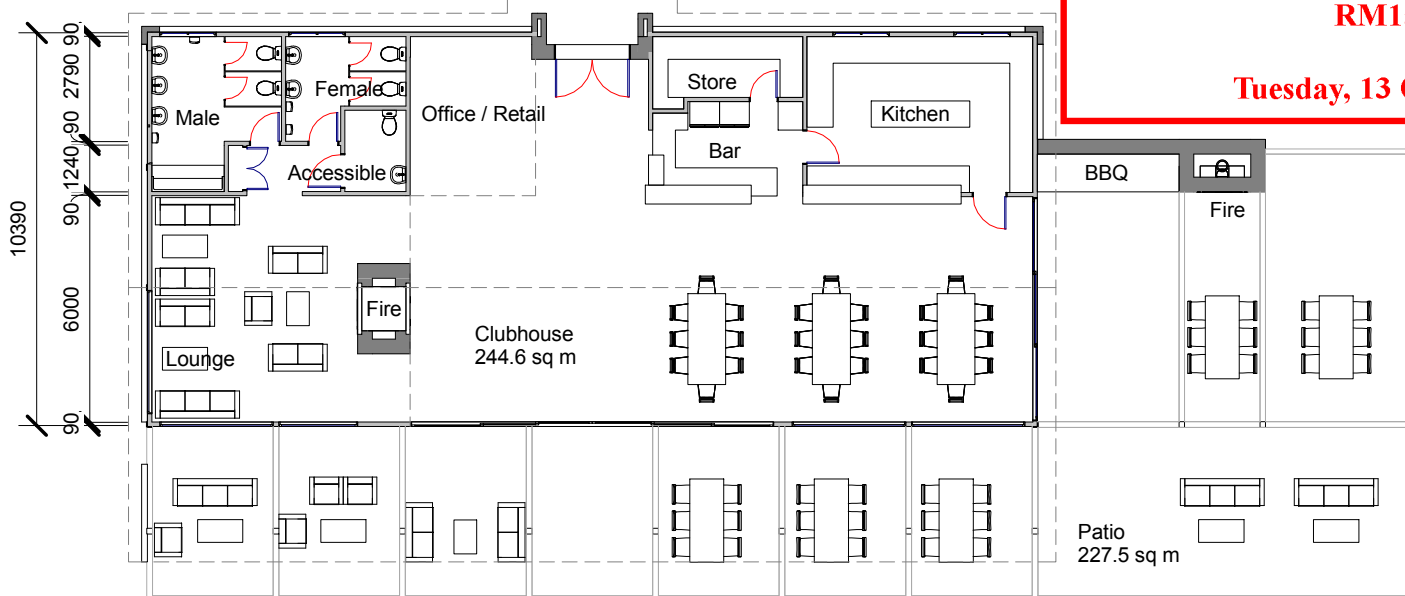 RM1
Tuesday, 13
Male
Female
Office / Retail
Store
Kitchen
Bar
Accessible
BBQ
Fire
Fire
Lounge
Clubhouse
244.6 sq m
Patio
227.5 sq m
10390
90
2790
90
1240
90
6000
90